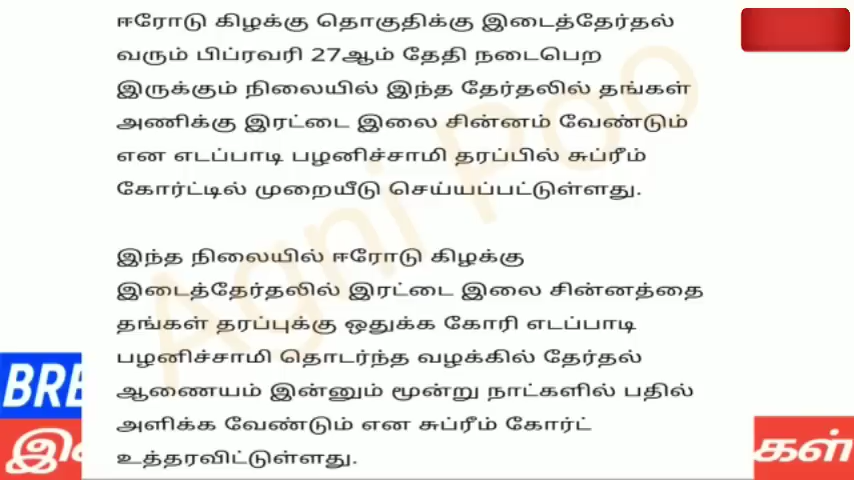 ஈரோடு கிழக்கு தொகுதிக்கு இடைத்தேர்தல்
வரும் பிப்ரவரி 27ஆம் தேதி நடைபெற
இருக்கும் நிலையில் இந்த தேர்தலில் தங்கள்
அணிக்கு இரட்டை இலை சின்னம் வேண்டும்
என எடப்பாடி பழனிச்சாமி தரப்பில் சுப்ரீம்
கோர்ட்டில் முறையீடு செய்யப்பட்டுள்ளது.
இந்த நிலையில் ஈரோடு கிழக்கு
இடைத்தேர்தலில் இரட்டை இலை சின்னத்தை
தங்கள் தரப்புக்கு ஒதுக்க கோரி எடப்பாடி
பழனிச்சாமி தொடர்ந்த வழக்கில் தேர்தல்
ஆணையம் இன்னும் மூன்று நாட்களில் பதில்
அளிக்க வேண்டும் என சுப்ரீம் கோர்ட்
உத்தரவிட்டுள்ளது.
Agni Poo
BRE
கள்